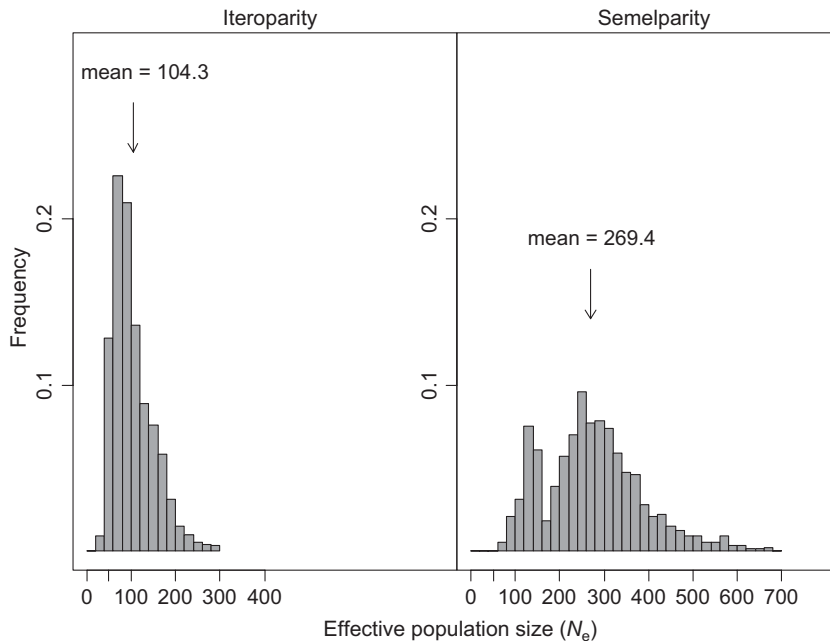 Iteroparity
Semelparity
mean = 104.3
mean = 269.4
Frequency
0.2
0.1
0.2
0.1
0 100 200 300 400
0 100 200 300 400 500 600 700
Effective population size (Ne)